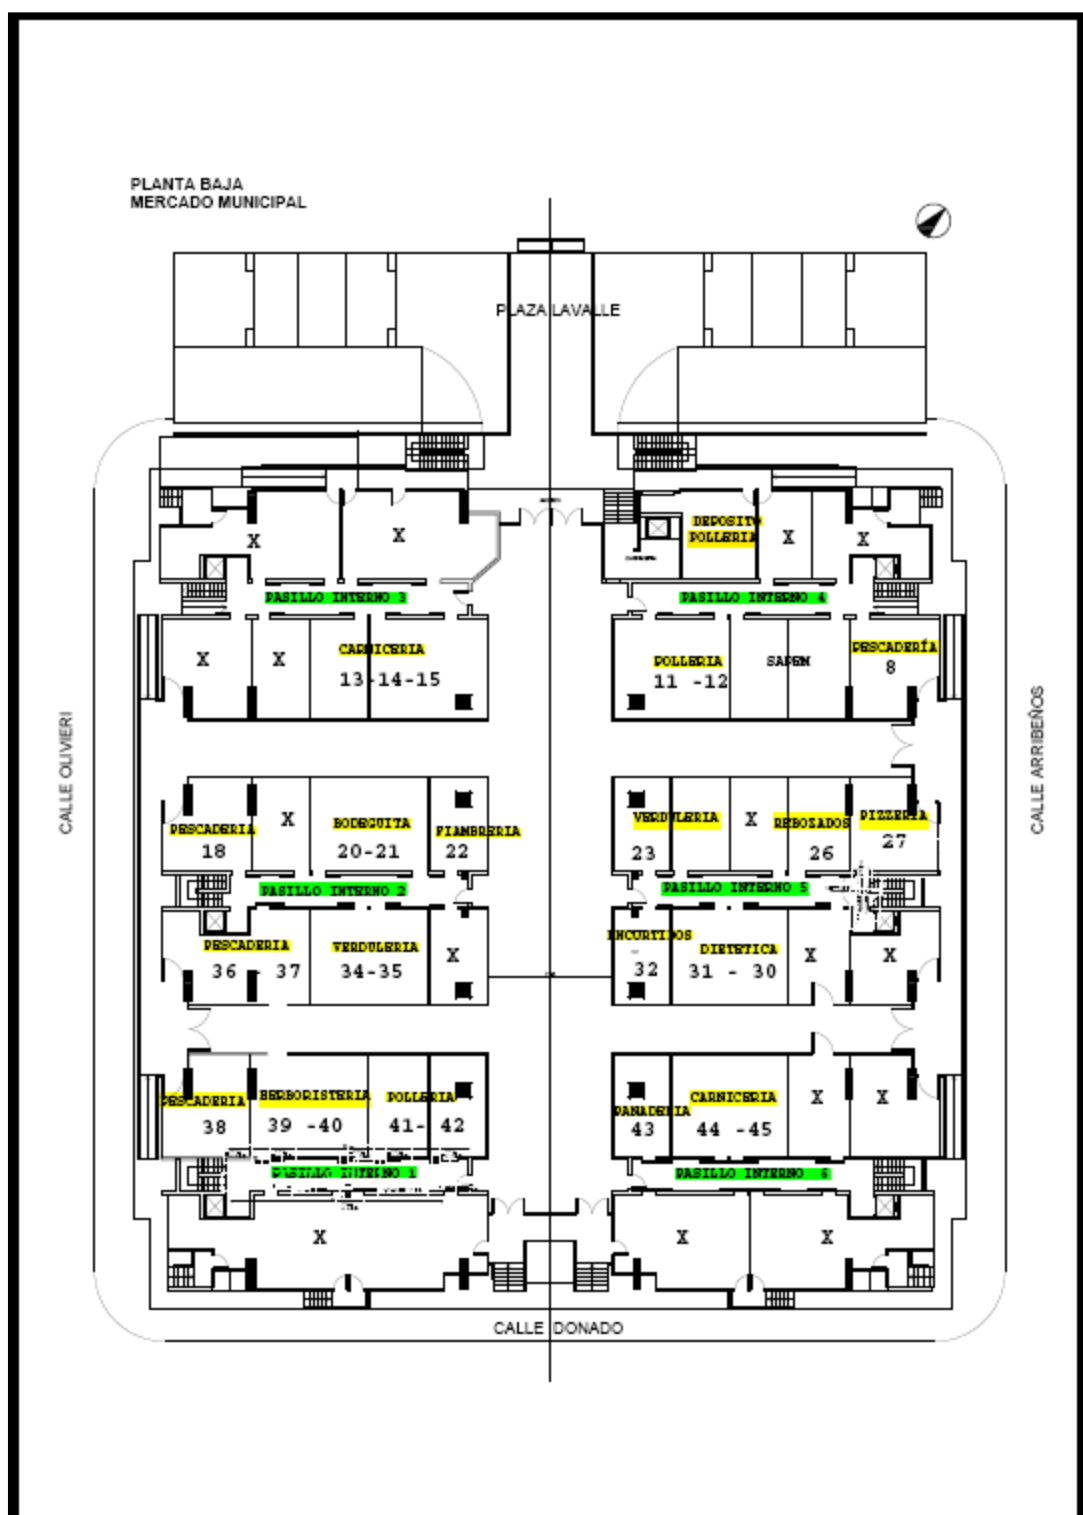 PLANTA BAJA
MERCADO MUNICIPAL
PLAZA LAVALLE
DEPOSITO
POLLERIA
X
X
X
X
PASILLO INTERNO 3
PASILLO INTERNO 4
X
X
CARNICERIA
13-14-15
POLLERIA
11 -12
SAPEM
PESCADERÍA
8
CALLE OLIVIERI
CALLE ARRIBEÑOS
PESCADERIA
18
X
BODEGUITA
20-21
FIAMBRERIA
22
VERDULERIA
23
X
REBOZADOS
26
PIZZERIA
27
PASILLO INTERNO 2
PASILLO INTERNO 5
PESCADERIA
36 - 37
VERDULERIA
34-35
X
ENCURTIDOS
-
32
DIETETICA
31 - 30
X
X
PESCADERIA
38
HERBORISTERIA
39 -40
POLLERIA
41- 42
PANADERIA
43
CARNICERIA
44 -45
X
X
PASILLO INTERNO 1
PASILLO INTERNO 6
X
X
X
CALLE DONADO